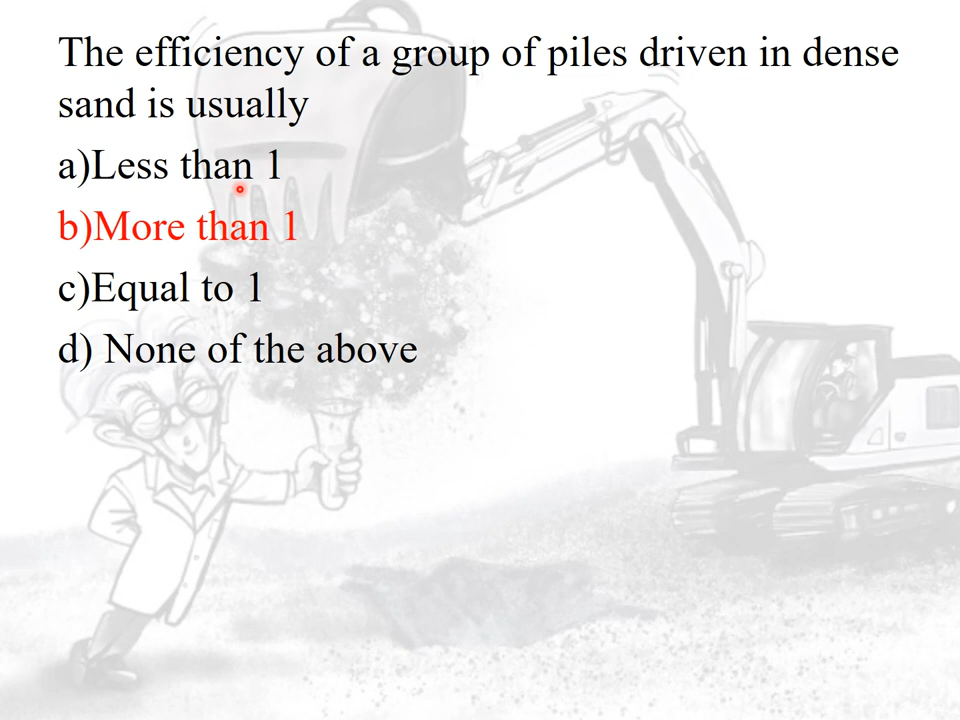 The efficiency of a group of piles driven in dense
sand is usually
a)Less than 1
b)More than 1
c)Equal to 1
d) None of the above